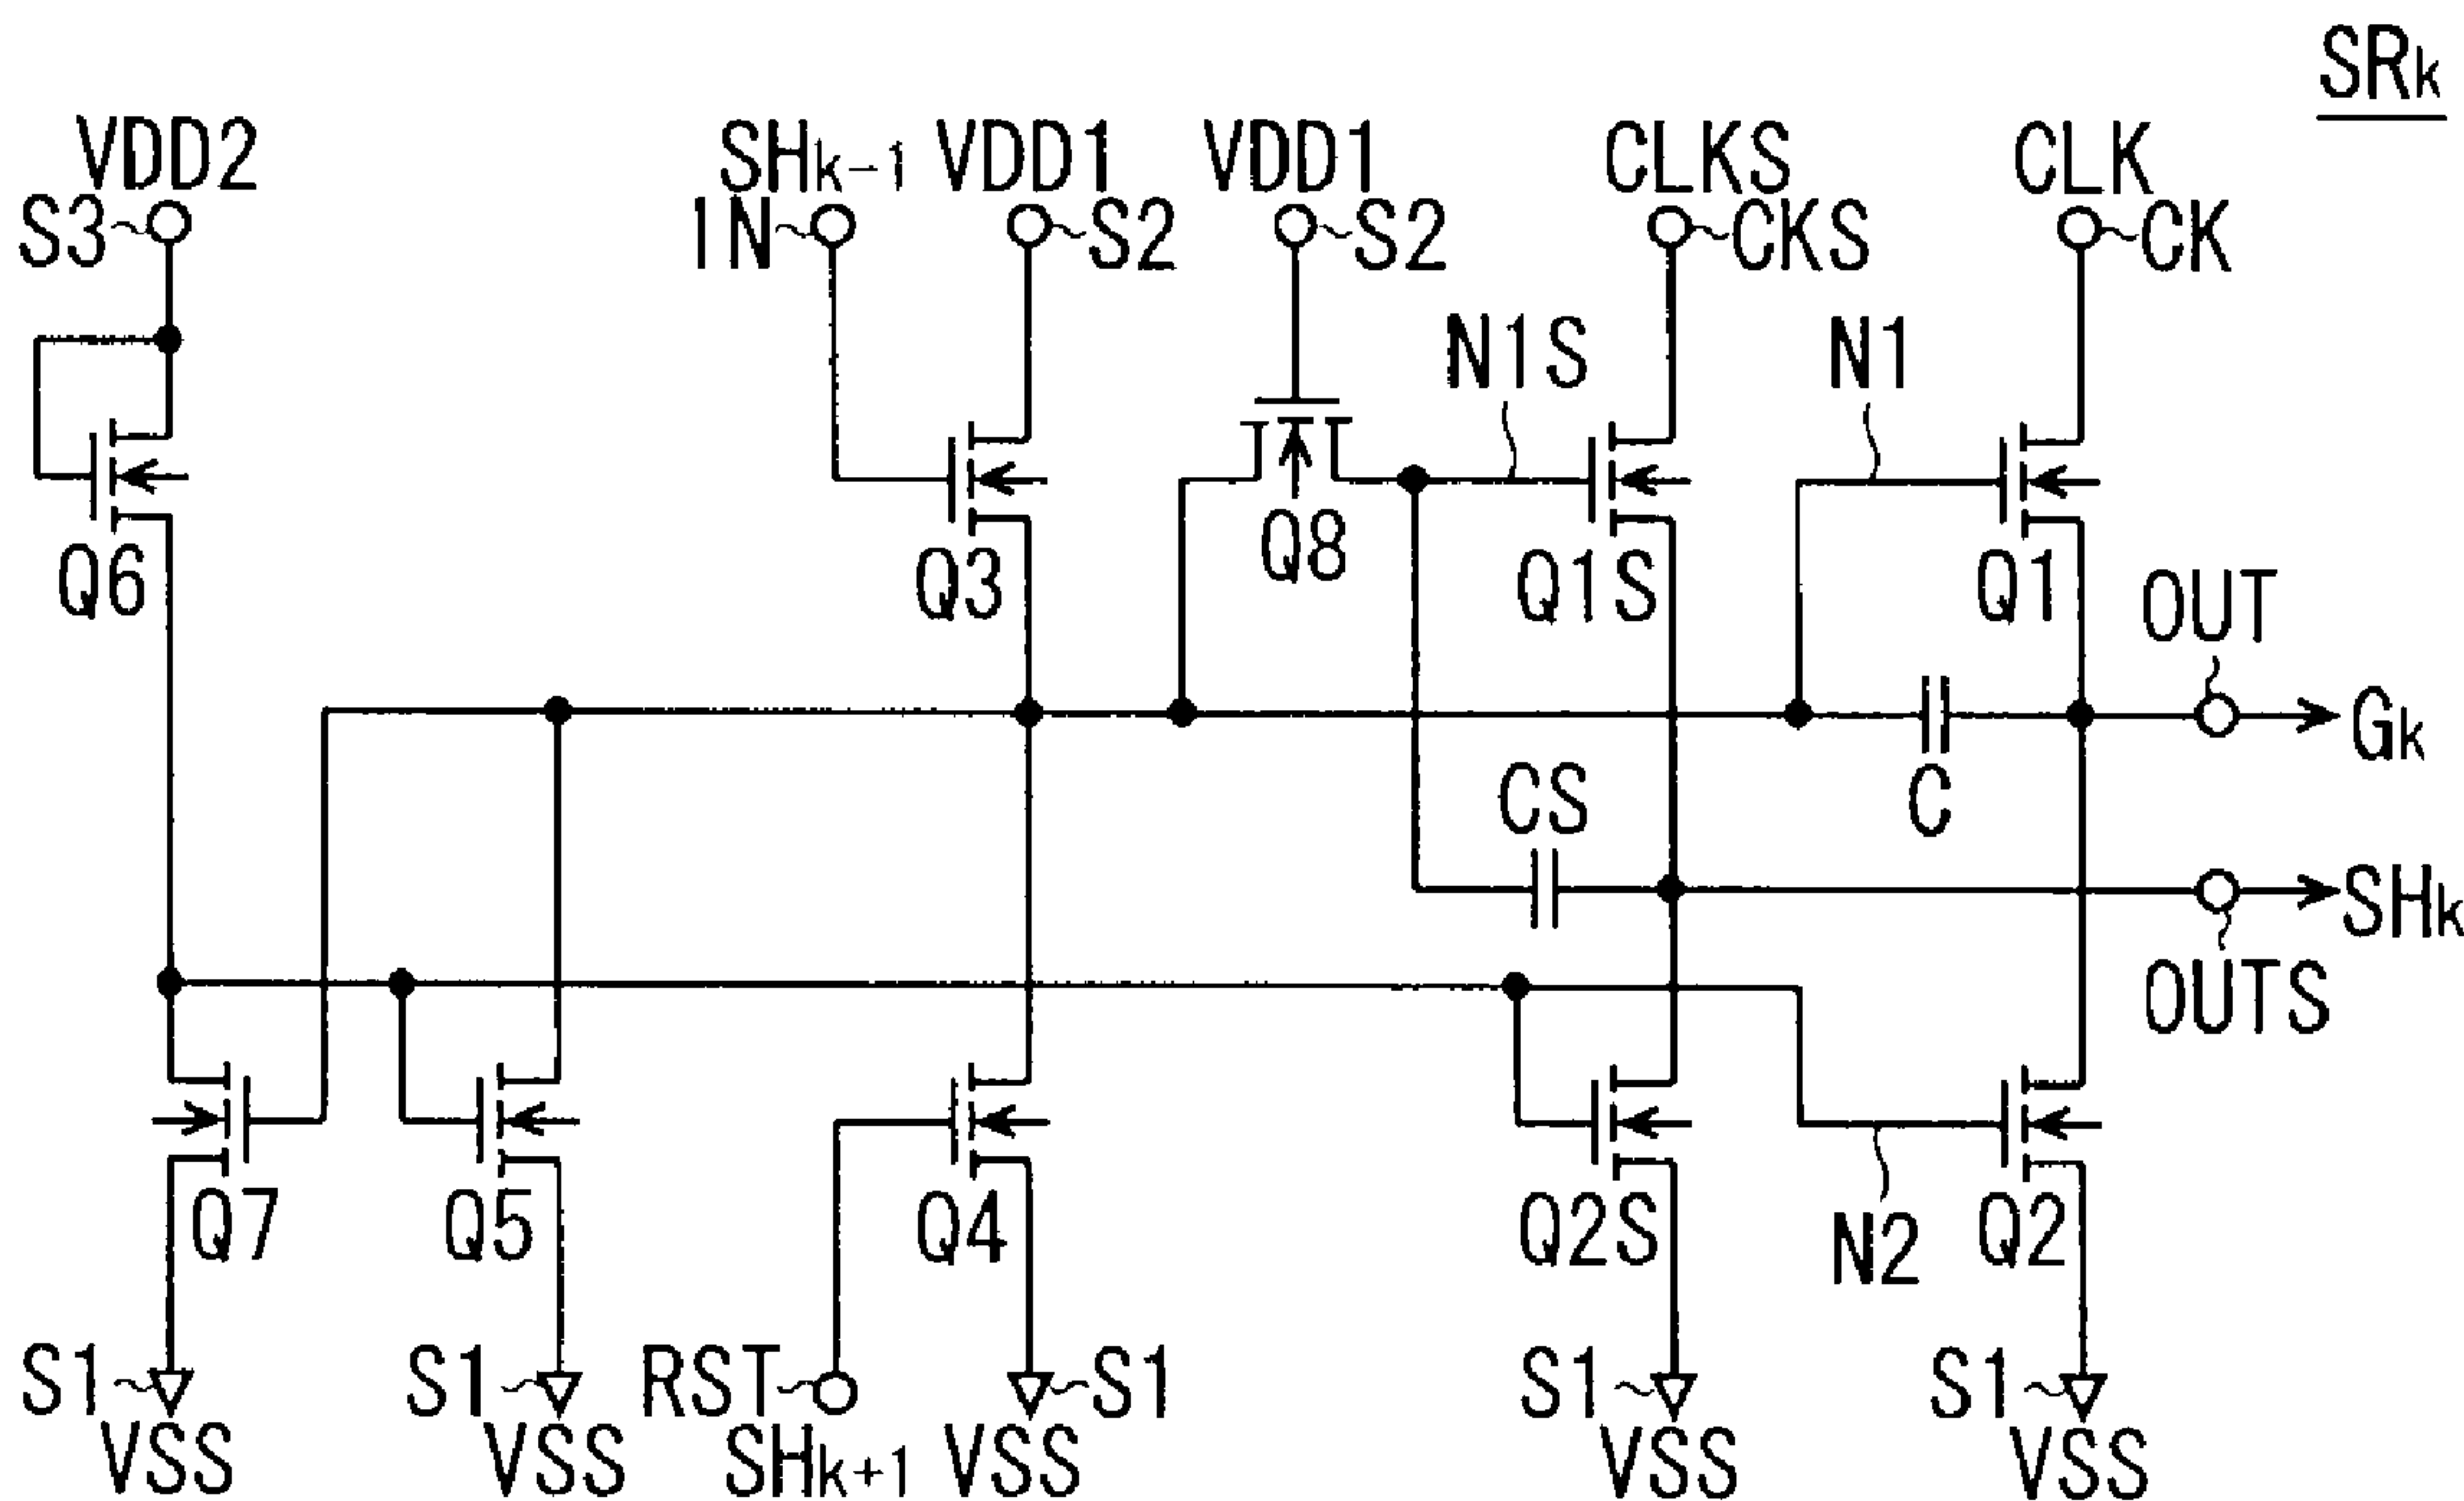 SRk
VDD2 SHk-1 VDD1 VDD1 CLKS CLK
S3 IN S2 S2 CKS CK
N1S N1
Q6 Q3 Q8 Q1S Q1 OUT
Gk
CS C
SHk
OUTS
Q7 Q5 Q4 Q2S N2 Q2
S1 S1 RST S1 S1 S1
VSS VSS SHk+1 VSS VSS VSS